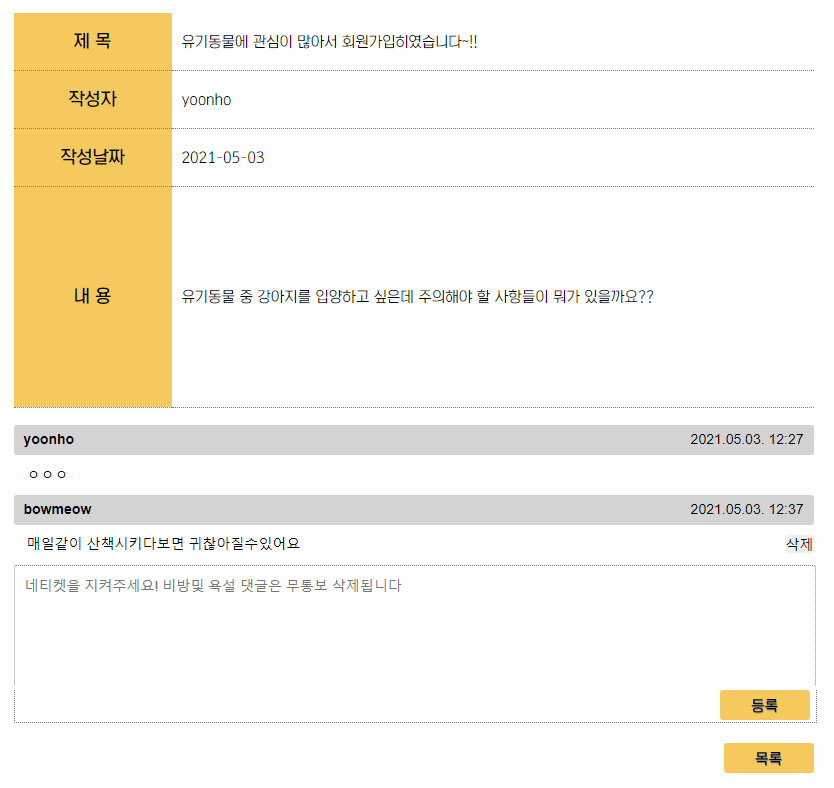 제 목 유기동물에 관심이 많아서 회원가입히였습니다~!!
작성자 yoonho
작성날짜 2021-05-03
내 용 유기동물 중 강아지를 입양하고 싶은데 주의해야 할 사항들이 뭐가 있을까요??
yoonho 2021.05.03. 12:27
ㅇㅇㅇ
bowmeow 2021.05.03. 12:37
매일같이 산책시키다보면 귀찮아질수있어요 삭제
네티켓을 지켜주세요! 비방및 욕설 댓글은 무통보 삭제됩니다
등록
목록